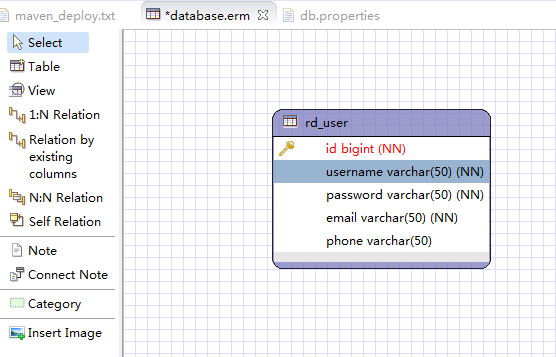 maven_deploy.txt
*database.erm
db.properties
Select
Table
View
1:N Relation
Relation by
existing
columns
N:N Relation
Self Relation
Note
Connect Note
Category
Insert Image
rd_user
id bigint (NN)
username varchar(50) (NN)
password varchar(50) (NN)
email varchar(50) (NN)
phone varchar(50)